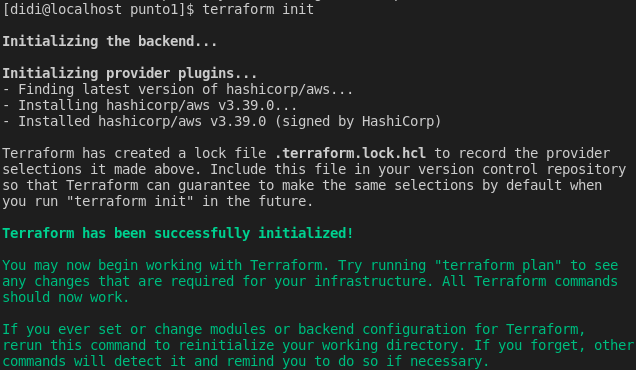 [didi@localhost punto1]$ terraform init
Initializing the backend...
Initializing provider plugins...
- Finding latest version of hashicorp/aws...
- Installing hashicorp/aws v3.39.0...
- Installed hashicorp/aws v3.39.0 (signed by HashiCorp)
Terraform has created a lock file .terraform.lock.hcl to record the provider
selections it made above. Include this file in your version control repository
so that Terraform can guarantee to make the same selections by default when
you run "terraform init" in the future.
Terraform has been successfully initialized!
You may now begin working with Terraform. Try running "terraform plan" to see
any changes that are required for your infrastructure. All Terraform commands
should now work.
If you ever set or change modules or backend configuration for Terraform,
rerun this command to reinitialize your working directory. If you forget, other
commands will detect it and remind you to do so if necessary.